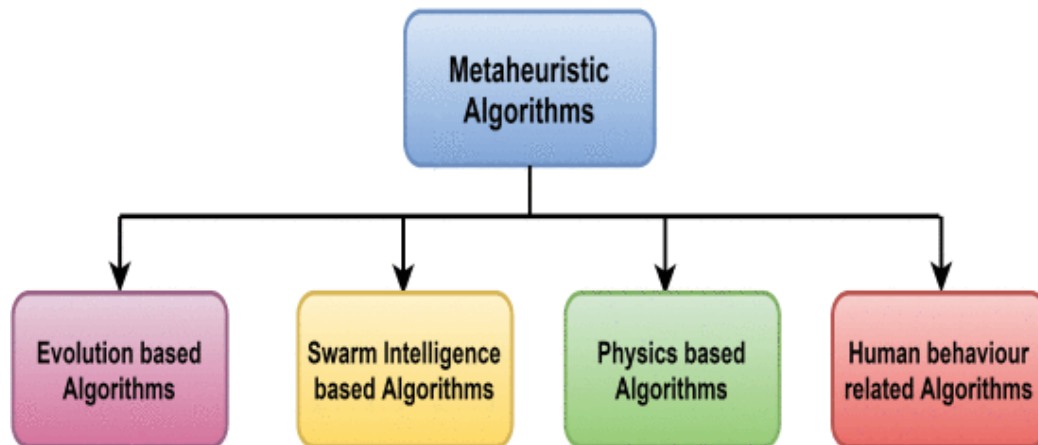 Metaheuristic
Algorithms
Evolution based
Algorithms
Swarm Intelligence
based Algorithms
Physics based
Algorithms
Human behaviour
related Algorithms